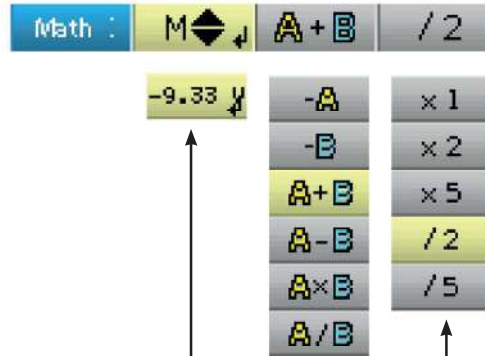 Math : M A + B / 2
-9.33 V
-A
-B
A+B
A-B
A×B
A/B
× 1
× 2
× 5
/ 2
/ 5